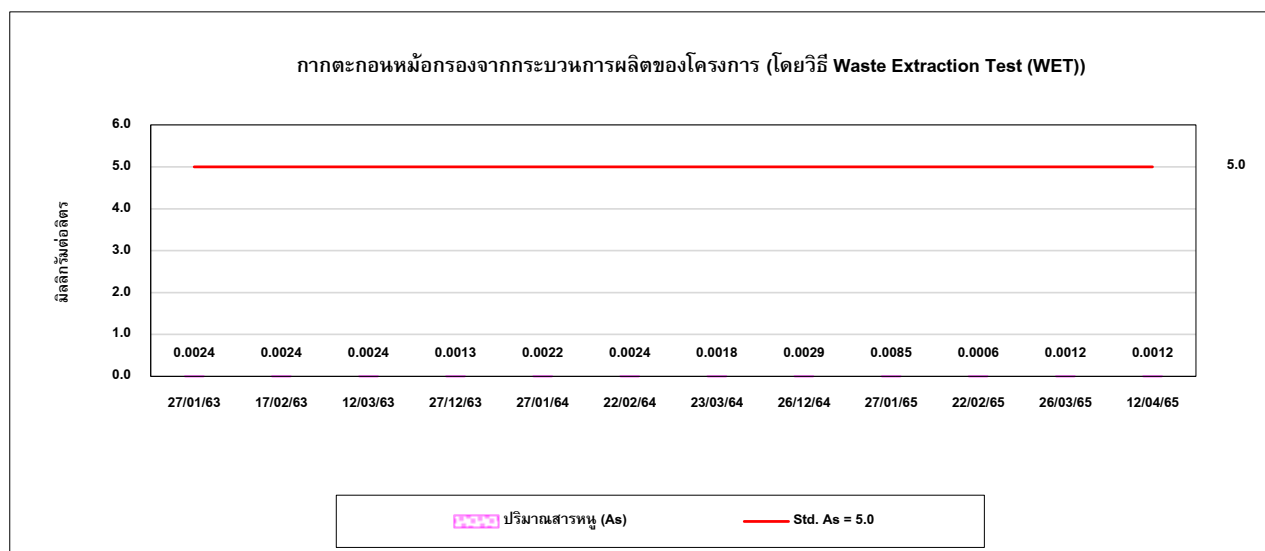 กากตะกอนหม้อกรองจากกระบวนการผลิตของโครงการ (โดยวิธี Waste Extraction Test (WET))
6.0
5.0
4.0
3.0
2.0
1.0
0.0
มิลลิกรัมต่อลิตร
5.0
0.0024 0.0024 0.0024 0.0013 0.0022 0.0024 0.0018 0.0029 0.0085 0.0006 0.0012 0.0012
27/01/63 17/02/63 12/03/63 27/12/63 27/01/64 22/02/64 23/03/64 26/12/64 27/01/65 22/02/65 26/03/65 12/04/65
ปริมาณสารหนู (As) Std. As = 5.0